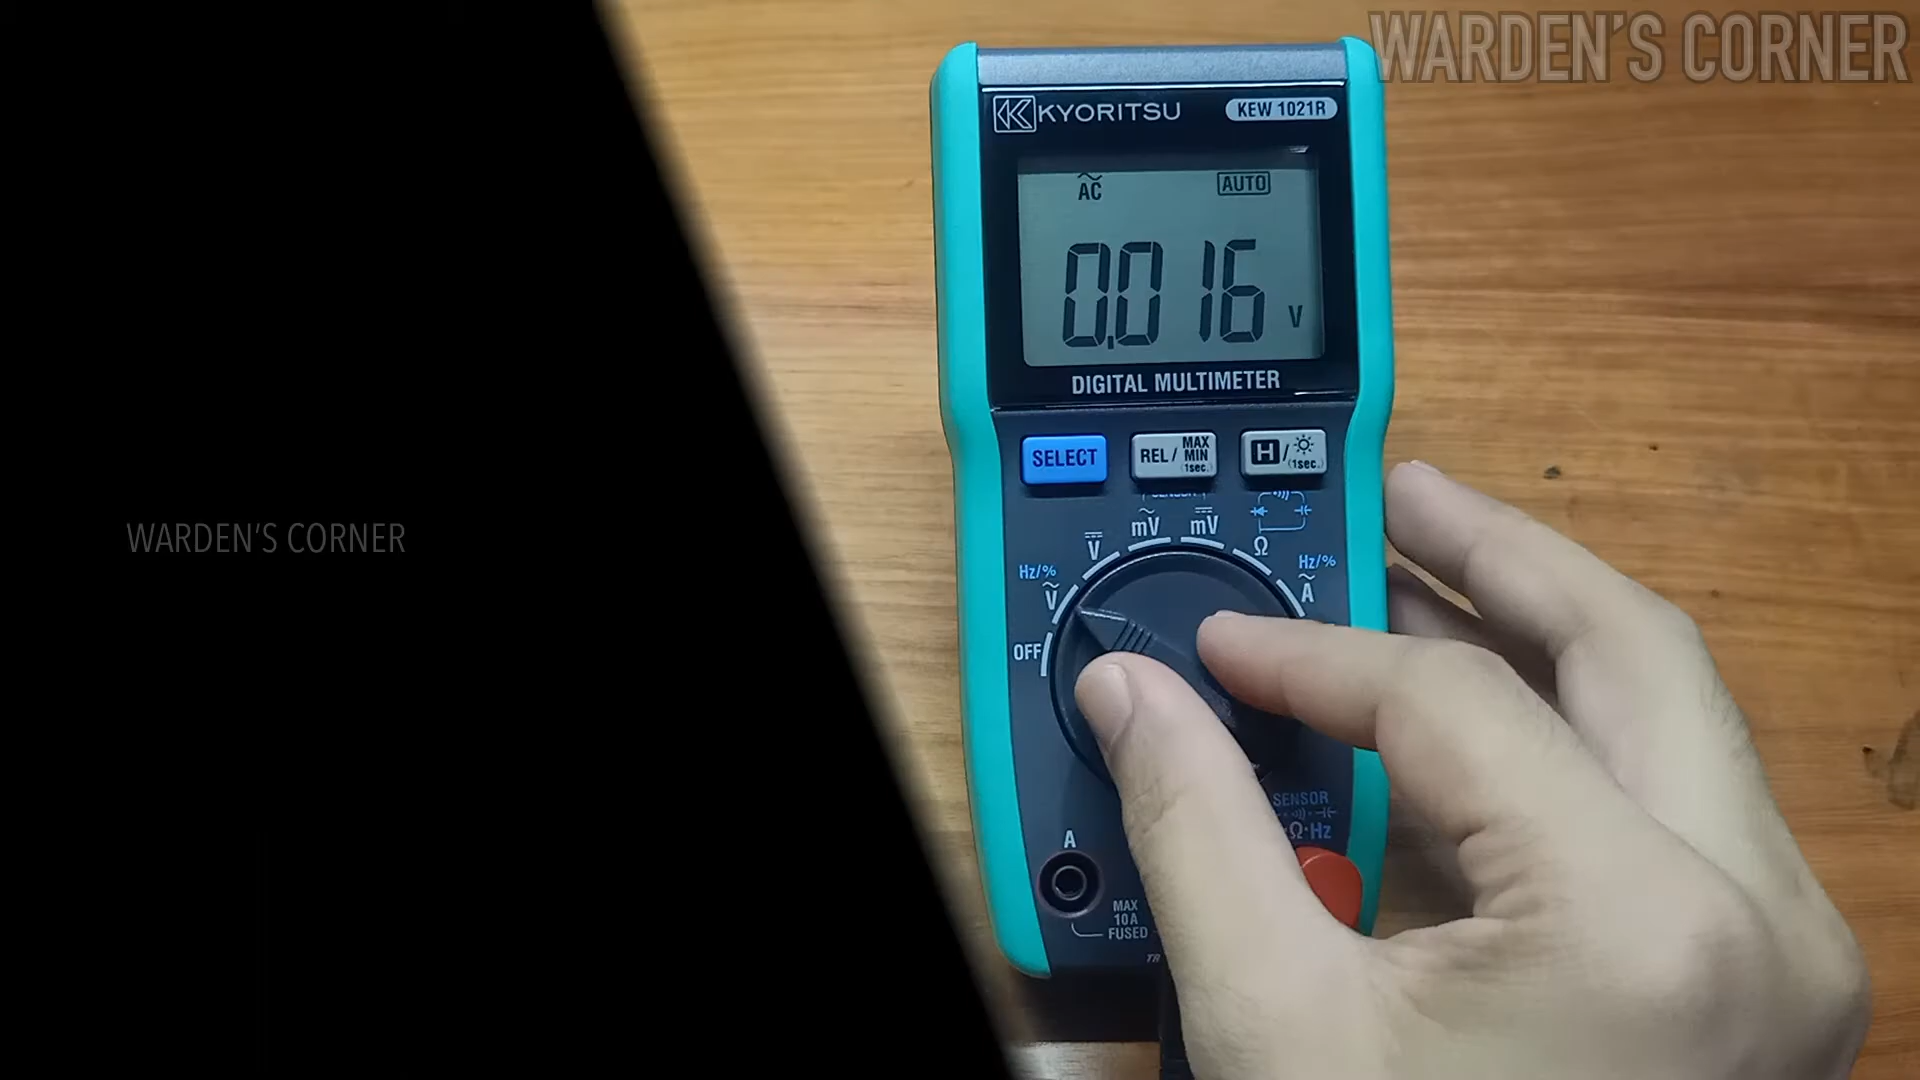 WARDEN'S CORNER
KYORITSU
KEW 1021R
AC
AUTO
0.016
V
DIGITAL MULTIMETER
SELECT
REL / MAX MIN (1sec.)
H / (1sec.)
SENSOR
mV
mV
V
Ω
Hz/%
V
Hz/%
A
OFF
WARDEN'S CORNER
SENSOR
Ω·Hz
A
MAX
10A
FUSED